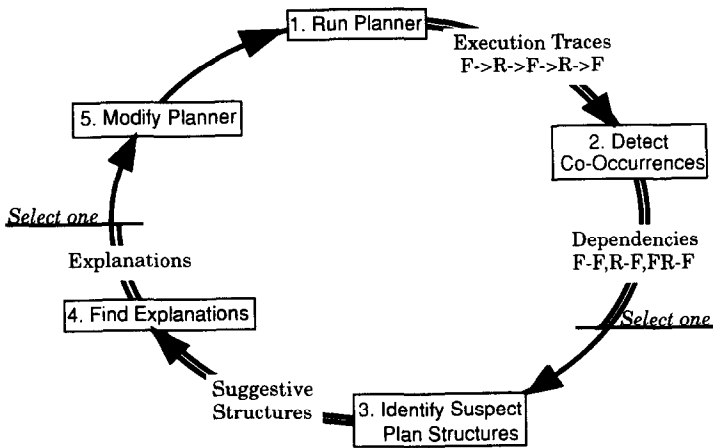 1. Run Planner
Execution Traces
F->R->F->R->F
2. Detect
Co-Occurrences
Dependencies
F-F,R-F,FR-F
Select one
3. Identify Suspect
Plan Structures
Suggestive
Structures
4. Find Explanations
Explanations
Select one
5. Modify Planner